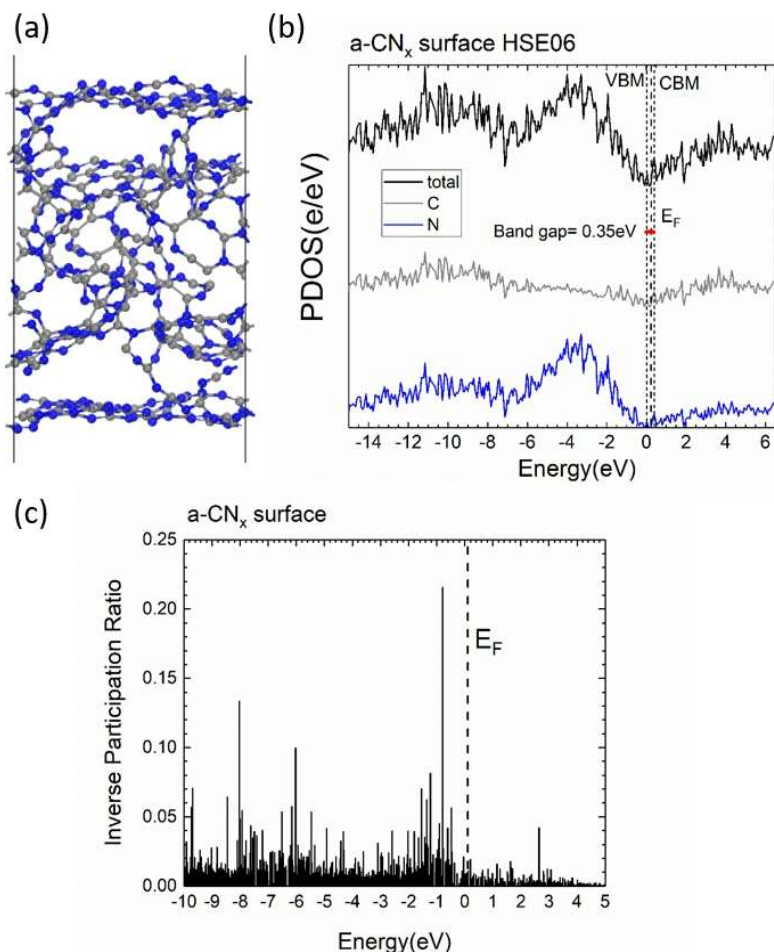 (a)
(b)
a-CNₓ surface HSE06
VBM
CBM
total
C
N
Band gap= 0.35eV
E_F
PDOS(e/eV)
-14 -12 -10 -8 -6 -4 -2 0 2 4 6
Energy(eV)
(c)
a-CNₓ surface
0.25
0.20
0.15
0.10
0.05
0.00
E_F
Inverse Participation Ratio
-10 -9 -8 -7 -6 -5 -4 -3 -2 -1 0 1 2 3 4 5
Energy(eV)